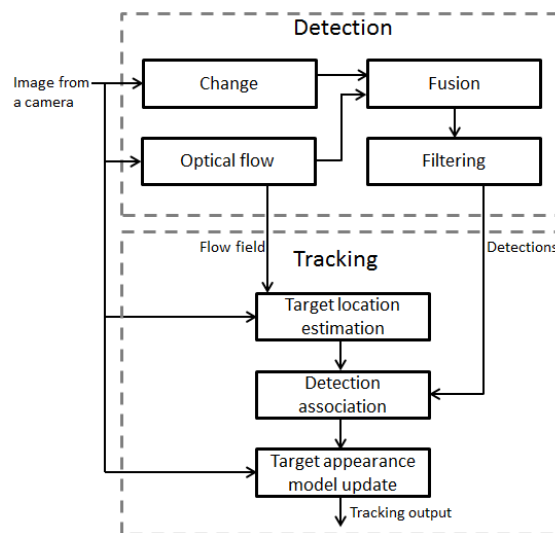 Detection
Image from
a camera
Change
Fusion
Optical flow
Filtering
Flow field
Detections
Tracking
Target location
estimation
Detection
association
Target appearance
model update
Tracking output